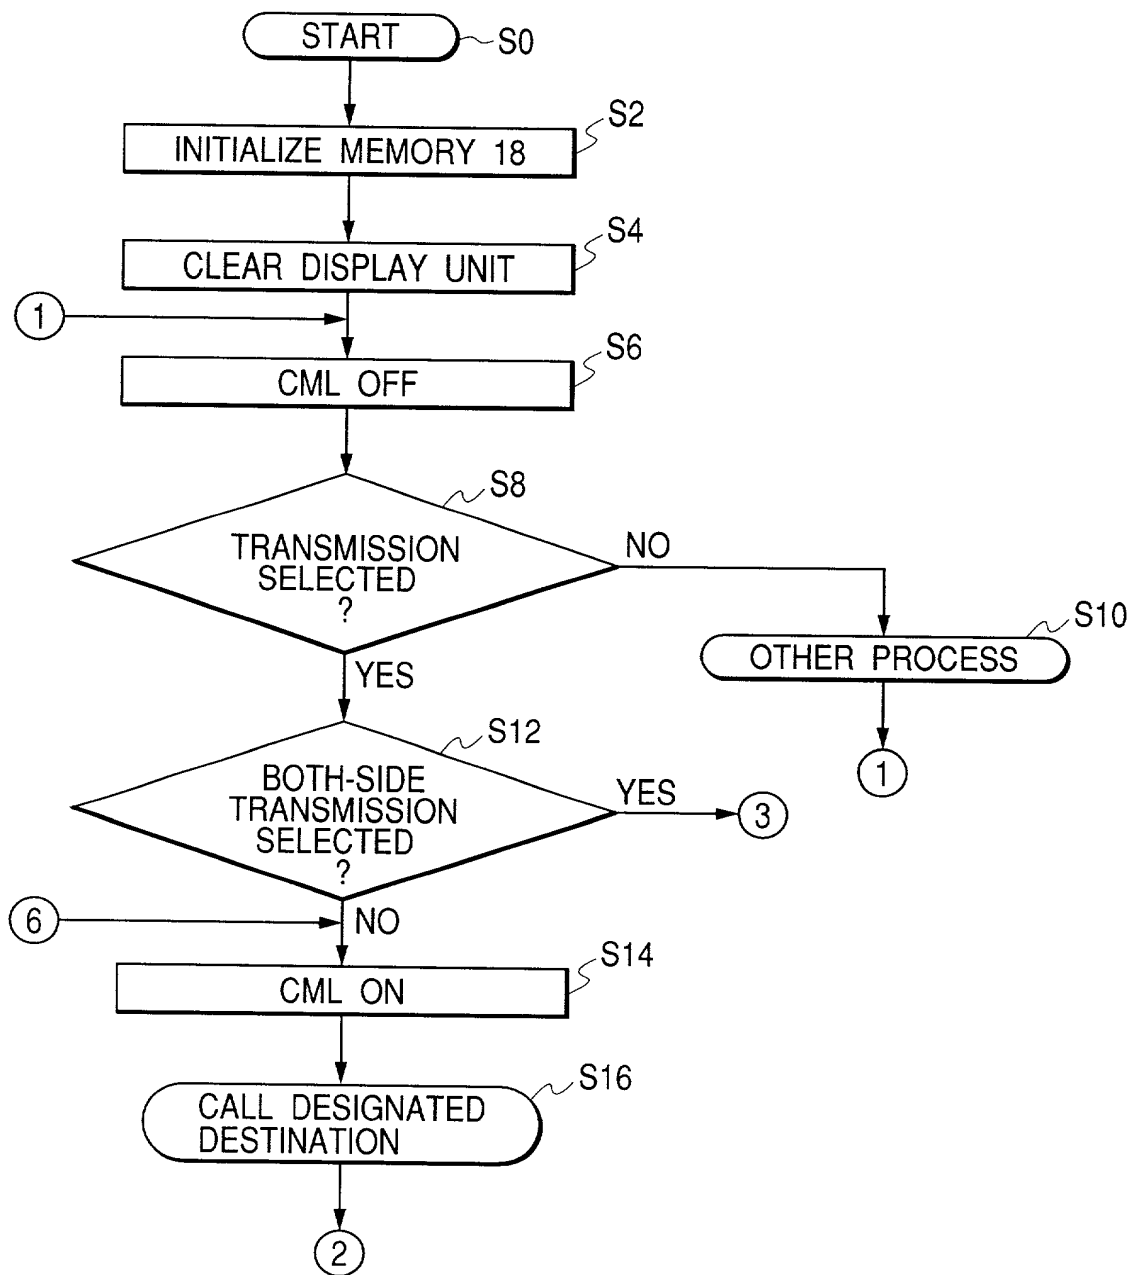 START
S0
S2
INITIALIZE MEMORY 18
S4
CLEAR DISPLAY UNIT
1
S6
CML OFF
S8
TRANSMISSION
SELECTED
?
NO
YES
S10
OTHER PROCESS
1
S12
BOTH-SIDE
TRANSMISSION
SELECTED
?
YES
3
6
NO
S14
CML ON
S16
CALL DESIGNATED
DESTINATION
2